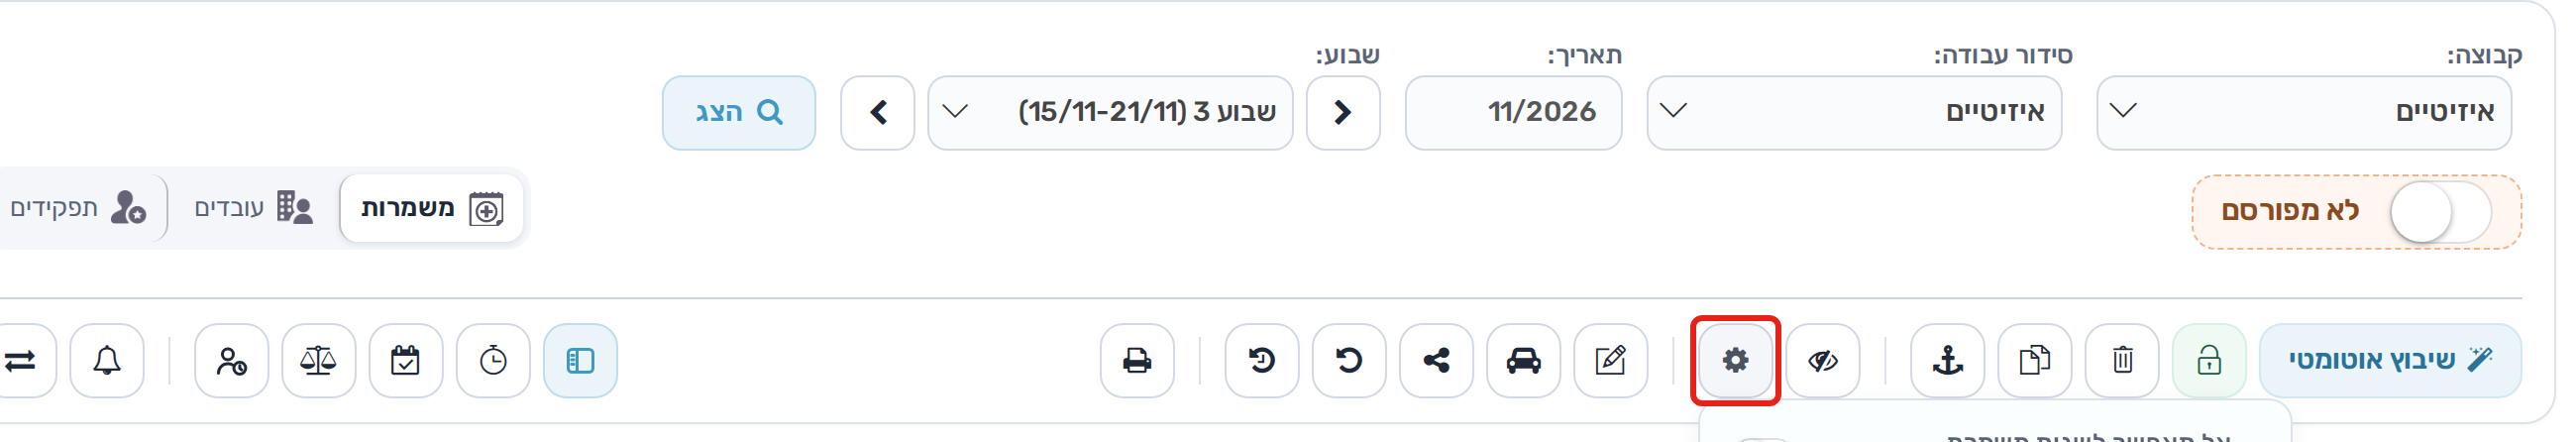 קבוצה:
סידור עבודה:
תאריך:
שבוע:
איזיטיים
איזיטיים
11/2026
שבוע 3 (15/11-21/11)
הצג
לא מפורסם
משמרות
עובדים
תפקידים
שיבוץ אוטומטי